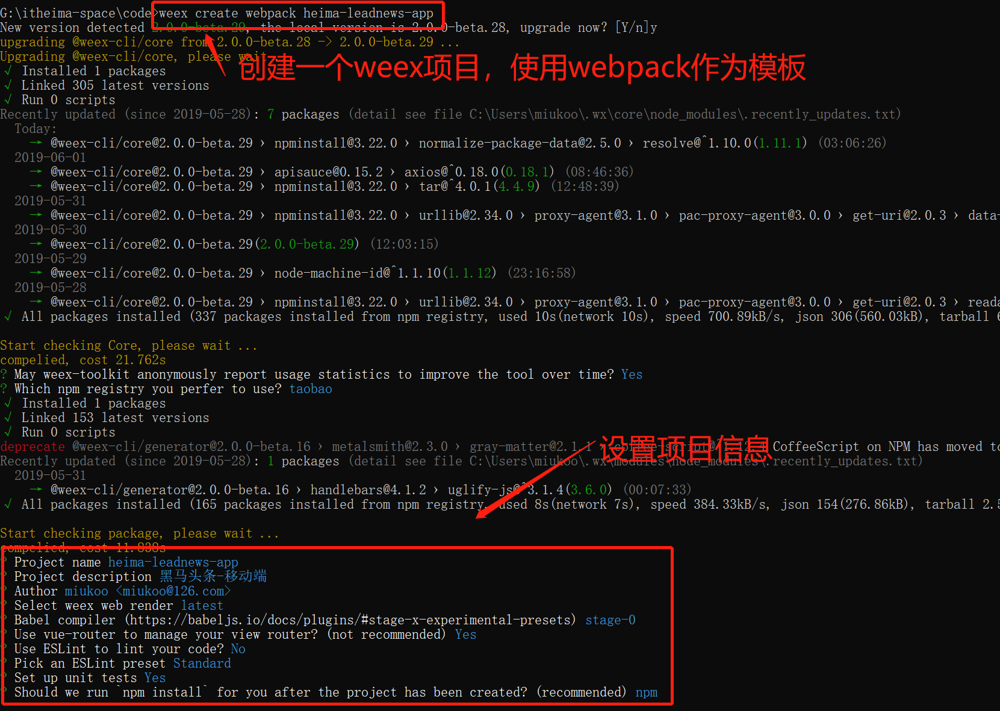 G:\itheima-space\code>weex create webpack heima-leadnews-app
New version detected 2.0.0-beta.29, the local version is 2.0.0-beta.28, upgrade now? [Y/n]y
upgrading @weex-cli/core from 2.0.0-beta.28 -> 2.0.0-beta.29 ...
Upgrading @weex-cli/core, please wait
创建一个weex项目，使用webpack作为模板
√ Installed 1 packages
√ Linked 305 latest versions
√ Run 0 scripts
Recently updated (since 2019-05-28): 7 packages (detail see file C:\Users\miukoo\.wx\core\node_modules\.recently_updates.txt)
Today:
→ @weex-cli/core@2.0.0-beta.29 › npminstall@3.22.0 › normalize-package-data@2.5.0 › resolve@^1.10.0(1.11.1) (03:06:26)
2019-06-01
→ @weex-cli/core@2.0.0-beta.29 › apisauce@0.15.2 › axios@^0.18.0(0.18.1) (08:46:36)
→ @weex-cli/core@2.0.0-beta.29 › npminstall@3.22.0 › tar@^4.0.1(4.4.9) (12:48:39)
2019-05-31
→ @weex-cli/core@2.0.0-beta.29 › npminstall@3.22.0 › urllib@2.34.0 › proxy-agent@3.1.0 › pac-proxy-agent@3.0.0 › get-uri@2.0.3 › data-
2019-05-30
→ @weex-cli/core@2.0.0-beta.29(2.0.0-beta.29) (12:03:15)
2019-05-29
→ @weex-cli/core@2.0.0-beta.29 › node-machine-id@^1.1.10(1.1.12) (23:16:58)
2019-05-28
→ @weex-cli/core@2.0.0-beta.29 › npminstall@3.22.0 › urllib@2.34.0 › proxy-agent@3.1.0 › pac-proxy-agent@3.0.0 › get-uri@2.0.3 › reada
√ All packages installed (337 packages installed from npm registry, used 10s(network 10s), speed 700.89kB/s, json 306(560.03kB), tarball 6
Start checking Core, please wait ...
compelied, cost 21.762s
? May weex-toolkit anonymously report usage statistics to improve the tool over time? Yes
? Which npm registry you perfer to use? taobao
√ Installed 1 packages
√ Linked 153 latest versions
√ Run 0 scripts
设置项目信息
deprecate @weex-cli/generator@2.0.0-beta.16 › metalsmith@2.3.0 › gray-matter@2.1.1 › coffee-script@^1.12.4 CoffeeScript on NPM has moved to
Recently updated (since 2019-05-28): 1 packages (detail see file C:\Users\miukoo\.wx\modules\node_modules\.recently_updates.txt)
2019-05-31
→ @weex-cli/generator@2.0.0-beta.16 › handlebars@4.1.2 › uglify-js@^3.1.4(3.6.0) (00:07:33)
√ All packages installed (165 packages installed from npm registry, used 8s(network 7s), speed 384.33kB/s, json 154(276.86kB), tarball 2.5
Start checking package, please wait ...
compelied, cost 11.838s
? Project name heima-leadnews-app
? Project description 黑马头条-移动端
? Author miukoo <miukoo@126.com>
? Select weex web render latest
? Babel compiler (https://babeljs.io/docs/plugins/#stage-x-experimental-presets) stage-0
? Use vue-router to manage your view router? (not recommended) Yes
? Use ESLint to lint your code? No
? Pick an ESLint preset Standard
? Set up unit tests Yes
? Should we run `npm install` for you after the project has been created? (recommended) npm